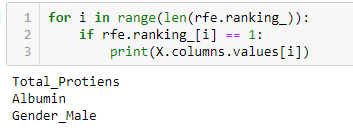 1 for i in range(len(rfe.ranking_)):
2     if rfe.ranking_[i] == 1:
3         print(X.columns.values[i])
Total_Protiens
Albumin
Gender_Male